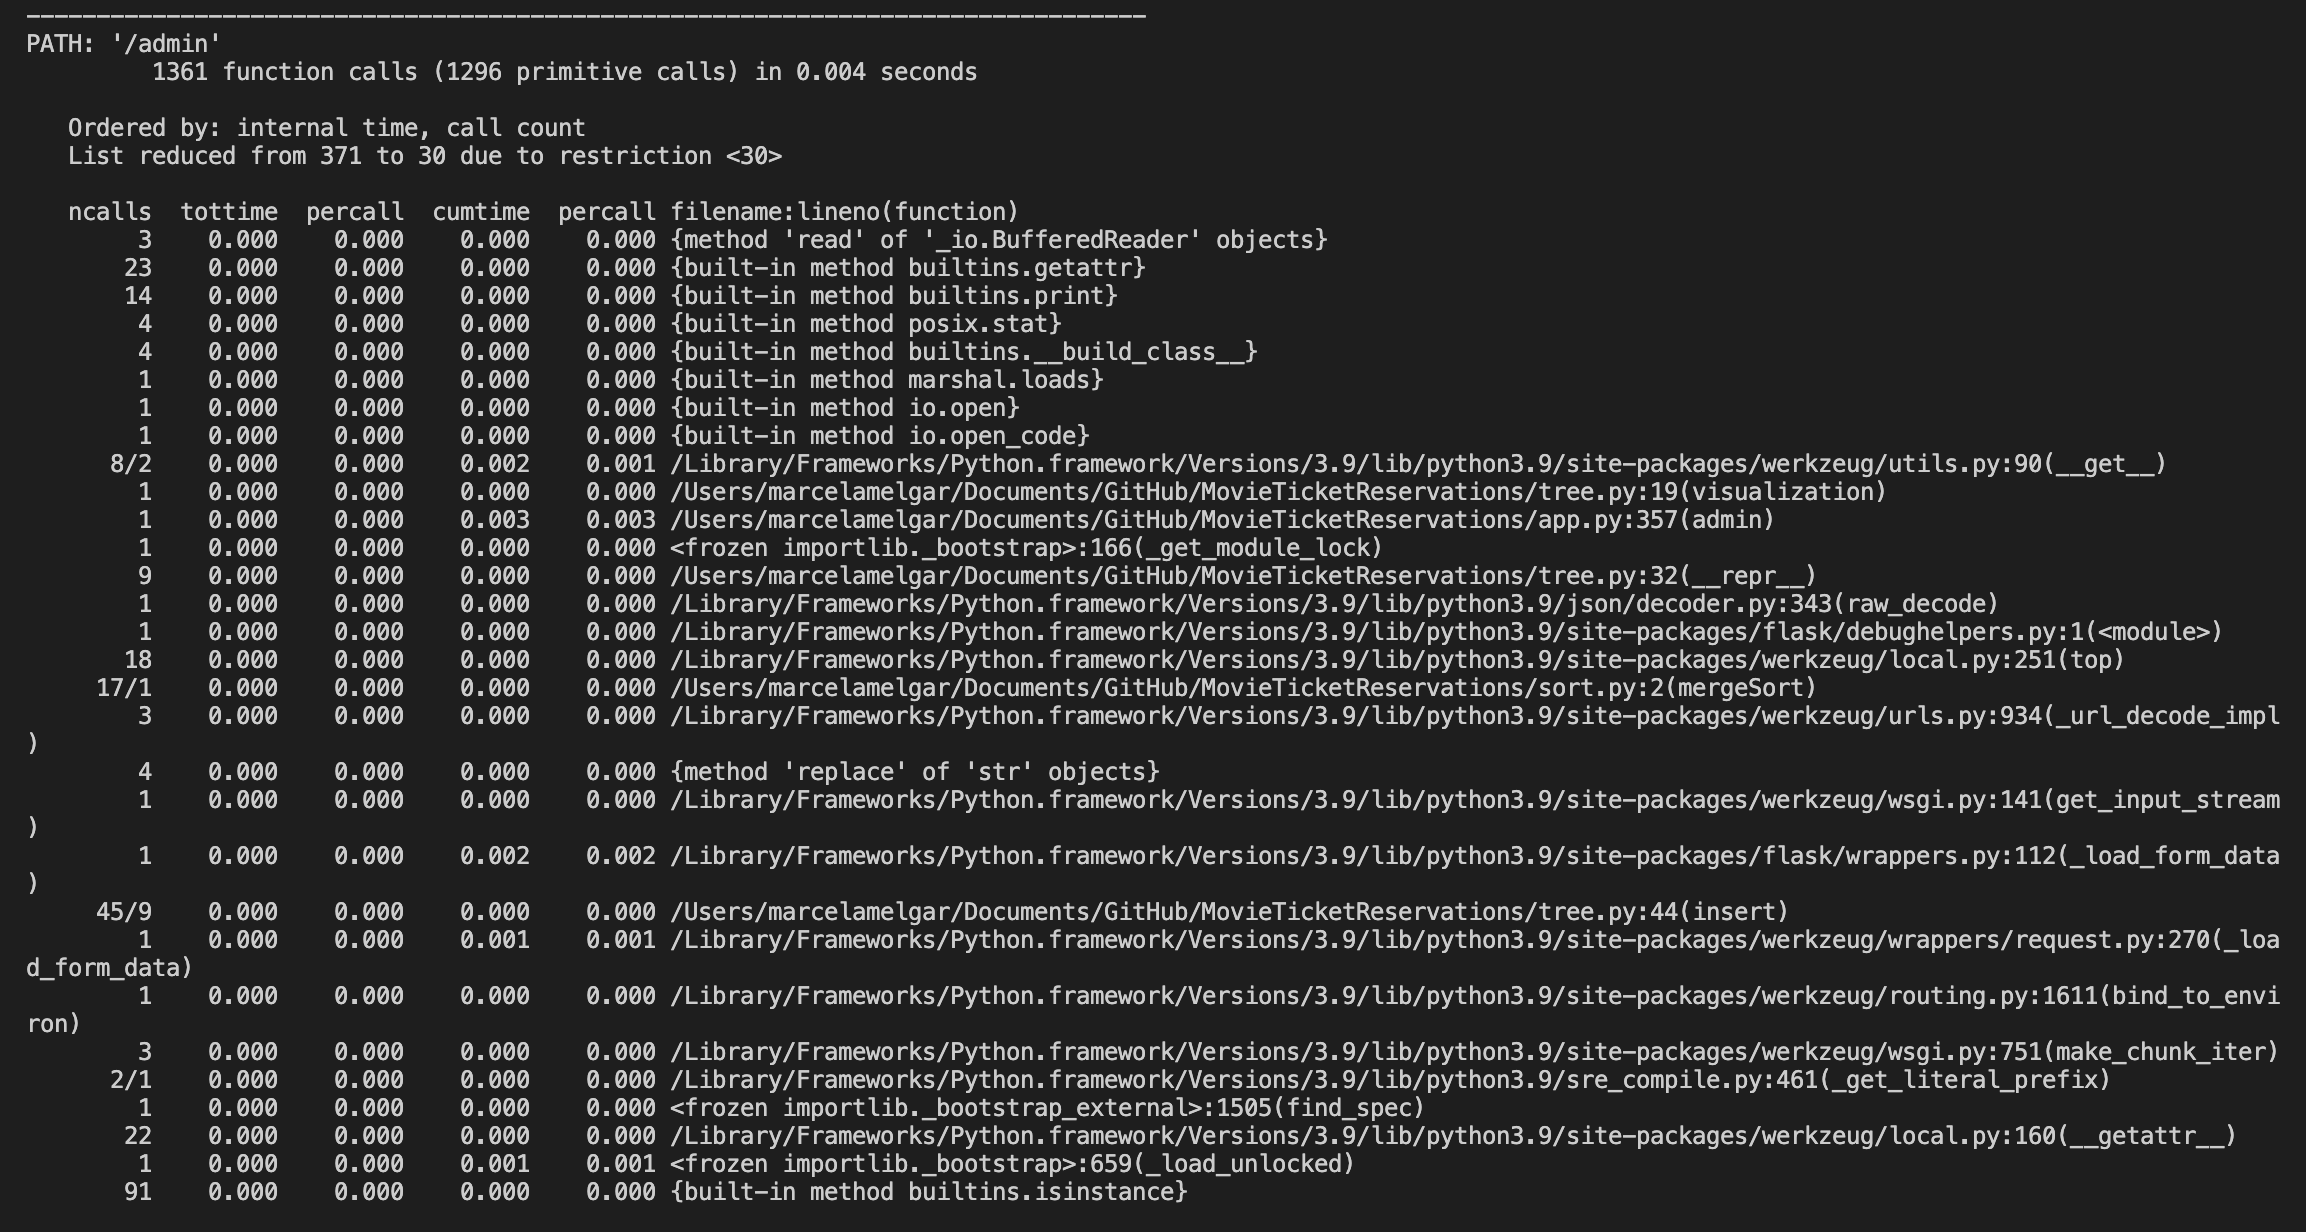 --------------------------------------------------------------------------------
PATH: '/admin'
         1361 function calls (1296 primitive calls) in 0.004 seconds

   Ordered by: internal time, call count
   List reduced from 371 to 30 due to restriction <30>

   ncalls  tottime  percall  cumtime  percall filename:lineno(function)
        3    0.000    0.000    0.000    0.000 {method 'read' of '_io.BufferedReader' objects}
       23    0.000    0.000    0.000    0.000 {built-in method builtins.getattr}
       14    0.000    0.000    0.000    0.000 {built-in method builtins.print}
        4    0.000    0.000    0.000    0.000 {built-in method posix.stat}
        4    0.000    0.000    0.000    0.000 {built-in method builtins.__build_class__}
        1    0.000    0.000    0.000    0.000 {built-in method marshal.loads}
        1    0.000    0.000    0.000    0.000 {built-in method io.open}
        1    0.000    0.000    0.000    0.000 {built-in method io.open_code}
      8/2    0.000    0.000    0.002    0.001 /Library/Frameworks/Python.framework/Versions/3.9/lib/python3.9/site-packages/werkzeug/utils.py:90(__get__)
        1    0.000    0.000    0.000    0.000 /Users/marcelamelgar/Documents/GitHub/MovieTicketReservations/tree.py:19(visualization)
        1    0.000    0.000    0.003    0.003 /Users/marcelamelgar/Documents/GitHub/MovieTicketReservations/app.py:357(admin)
        1    0.000    0.000    0.000    0.000 <frozen importlib._bootstrap>:166(_get_module_lock)
        9    0.000    0.000    0.000    0.000 /Users/marcelamelgar/Documents/GitHub/MovieTicketReservations/tree.py:32(__repr__)
        1    0.000    0.000    0.000    0.000 /Library/Frameworks/Python.framework/Versions/3.9/lib/python3.9/json/decoder.py:343(raw_decode)
        1    0.000    0.000    0.000    0.000 /Library/Frameworks/Python.framework/Versions/3.9/lib/python3.9/site-packages/flask/debughelpers.py:1(<module>)
       18    0.000    0.000    0.000    0.000 /Library/Frameworks/Python.framework/Versions/3.9/lib/python3.9/site-packages/werkzeug/local.py:251(top)
     17/1    0.000    0.000    0.000    0.000 /Users/marcelamelgar/Documents/GitHub/MovieTicketReservations/sort.py:2(mergeSort)
        3    0.000    0.000    0.000    0.000 /Library/Frameworks/Python.framework/Versions/3.9/lib/python3.9/site-packages/werkzeug/urls.py:934(_url_decode_impl
)
        4    0.000    0.000    0.000    0.000 {method 'replace' of 'str' objects}
        1    0.000    0.000    0.000    0.000 /Library/Frameworks/Python.framework/Versions/3.9/lib/python3.9/site-packages/werkzeug/wsgi.py:141(get_input_stream
)
        1    0.000    0.000    0.002    0.002 /Library/Frameworks/Python.framework/Versions/3.9/lib/python3.9/site-packages/flask/wrappers.py:112(_load_form_data
)
     45/9    0.000    0.000    0.000    0.000 /Users/marcelamelgar/Documents/GitHub/MovieTicketReservations/tree.py:44(insert)
        1    0.000    0.000    0.001    0.001 /Library/Frameworks/Python.framework/Versions/3.9/lib/python3.9/site-packages/werkzeug/wrappers/request.py:270(_loa
d_form_data)
        1    0.000    0.000    0.000    0.000 /Library/Frameworks/Python.framework/Versions/3.9/lib/python3.9/site-packages/werkzeug/routing.py:1611(bind_to_envi
ron)
        3    0.000    0.000    0.000    0.000 /Library/Frameworks/Python.framework/Versions/3.9/lib/python3.9/site-packages/werkzeug/wsgi.py:751(make_chunk_iter)
      2/1    0.000    0.000    0.000    0.000 /Library/Frameworks/Python.framework/Versions/3.9/lib/python3.9/sre_compile.py:461(_get_literal_prefix)
        1    0.000    0.000    0.000    0.000 <frozen importlib._bootstrap_external>:1505(find_spec)
       22    0.000    0.000    0.000    0.000 /Library/Frameworks/Python.framework/Versions/3.9/lib/python3.9/site-packages/werkzeug/local.py:160(__getattr__)
        1    0.000    0.000    0.001    0.001 <frozen importlib._bootstrap>:659(_load_unlocked)
       91    0.000    0.000    0.000    0.000 {built-in method builtins.isinstance}